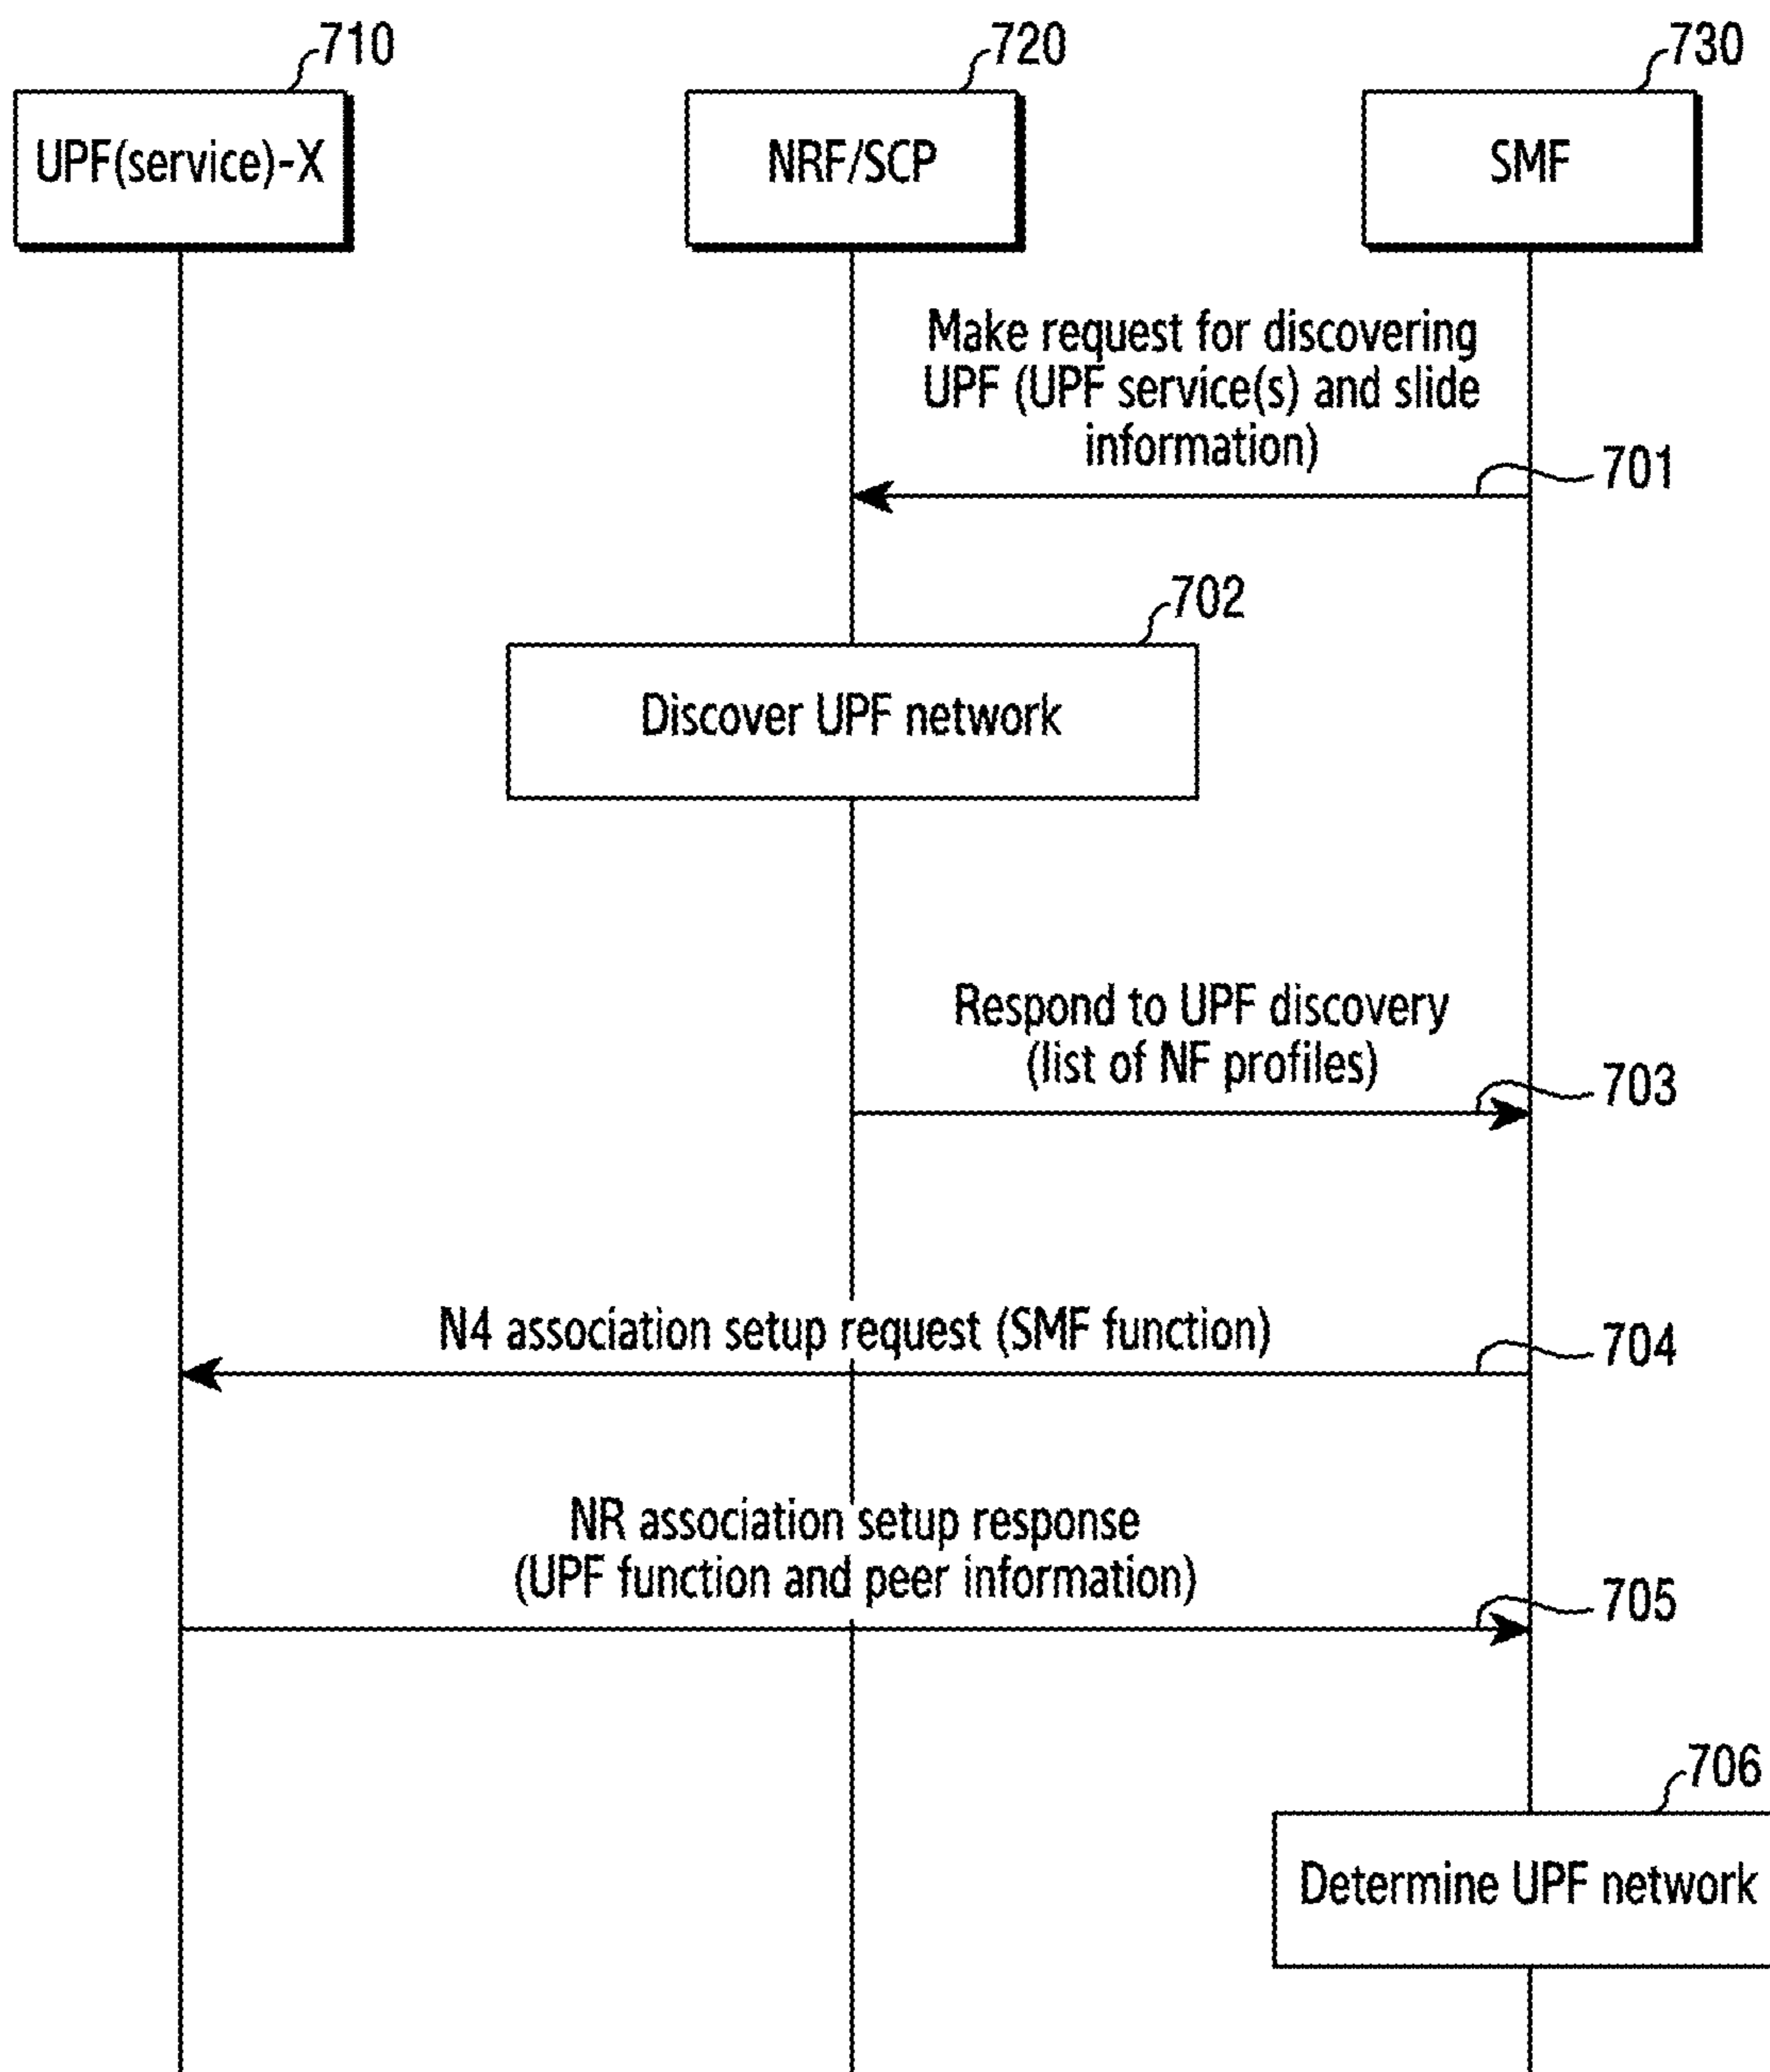 710
720
730
UPF(service)-X
NRF/SCP
SMF
Make request for discovering
UPF (UPF service(s) and slide
information)
701
702
Discover UPF network
Respond to UPF discovery
(list of NF profiles)
703
N4 association setup request (SMF function)
704
NR association setup response
(UPF function and peer information)
705
706
Determine UPF network